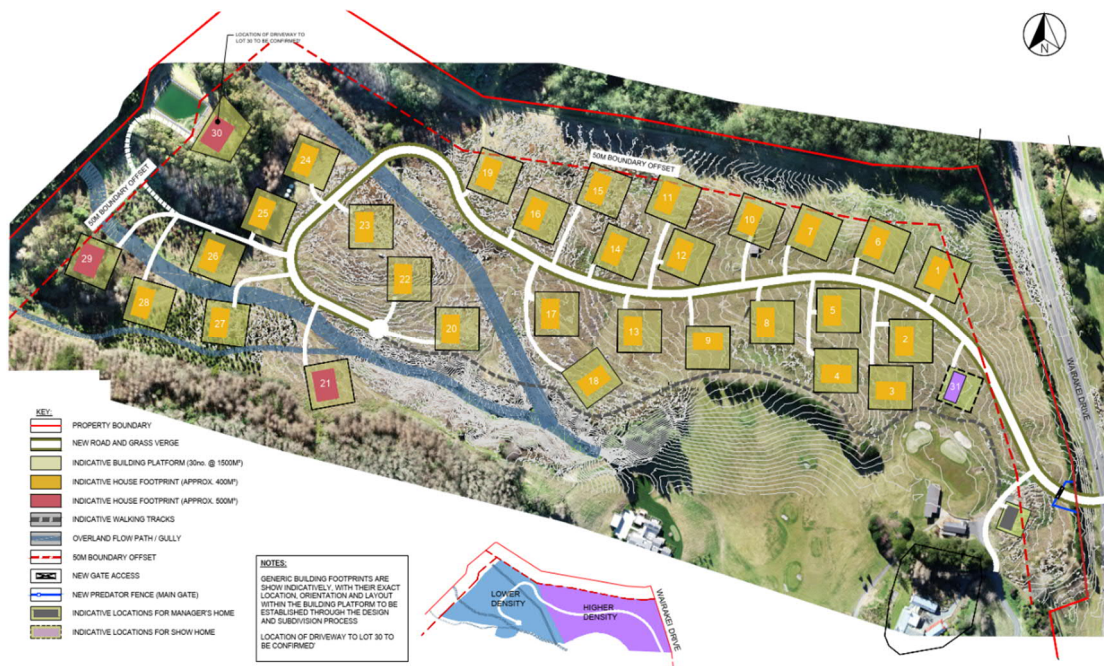 LOCATION OF DRIVEWAY TO
LOT 30 TO BE CONFIRMED'
N
30
24
19
15
11
50M BOUNDARY OFFSET
50M BOUNDARY OFFSET
25
23
16
10
7
6
14
12
1
29
26
22
28
27
20
17
13
9
8
5
2
21
18
4
3
31
WAIRAKEI DRIVE
KEY:
PROPERTY BOUNDARY
NEW ROAD AND GRASS VERGE
INDICATIVE BUILDING PLATFORM (30no. @ 1500M²)
INDICATIVE HOUSE FOOTPRINT (APPROX. 400M²)
INDICATIVE HOUSE FOOTPRINT (APPROX. 500M²)
INDICATIVE WALKING TRACKS
OVERLAND FLOW PATH / GULLY
50M BOUNDARY OFFSET
NEW GATE ACCESS
NEW PREDATOR FENCE (MAIN GATE)
INDICATIVE LOCATIONS FOR MANAGER'S HOME
INDICATIVE LOCATIONS FOR SHOW HOME
NOTES:
GENERIC BUILDING FOOTPRINTS ARE
SHOW INDICATIVELY, WITH THEIR EXACT
LOCATION, ORIENTATION AND LAYOUT
WITHIN THE BUILDING PLATFORM TO BE
ESTABLISHED THROUGH THE DESIGN
AND SUBDIVISION PROCESS
LOCATION OF DRIVEWAY TO LOT 30 TO
BE CONFIRMED'
LOWER
DENSITY
HIGHER
DENSITY
WAIRAKEI DRIVE